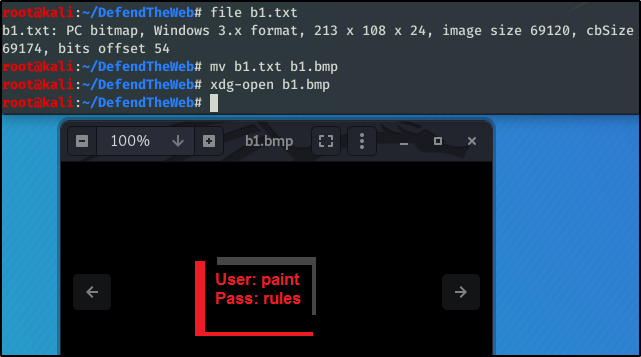 root@kali:~/DefendTheWeb# file b1.txt
b1.txt: PC bitmap, Windows 3.x format, 213 x 108 x 24, image size 69120, cbSize
69174, bits offset 54
root@kali:~/DefendTheWeb# mv b1.txt b1.bmp
root@kali:~/DefendTheWeb# xdg-open b1.bmp
root@kali:~/DefendTheWeb#
100% b1.bmp
User: paint
Pass: rules